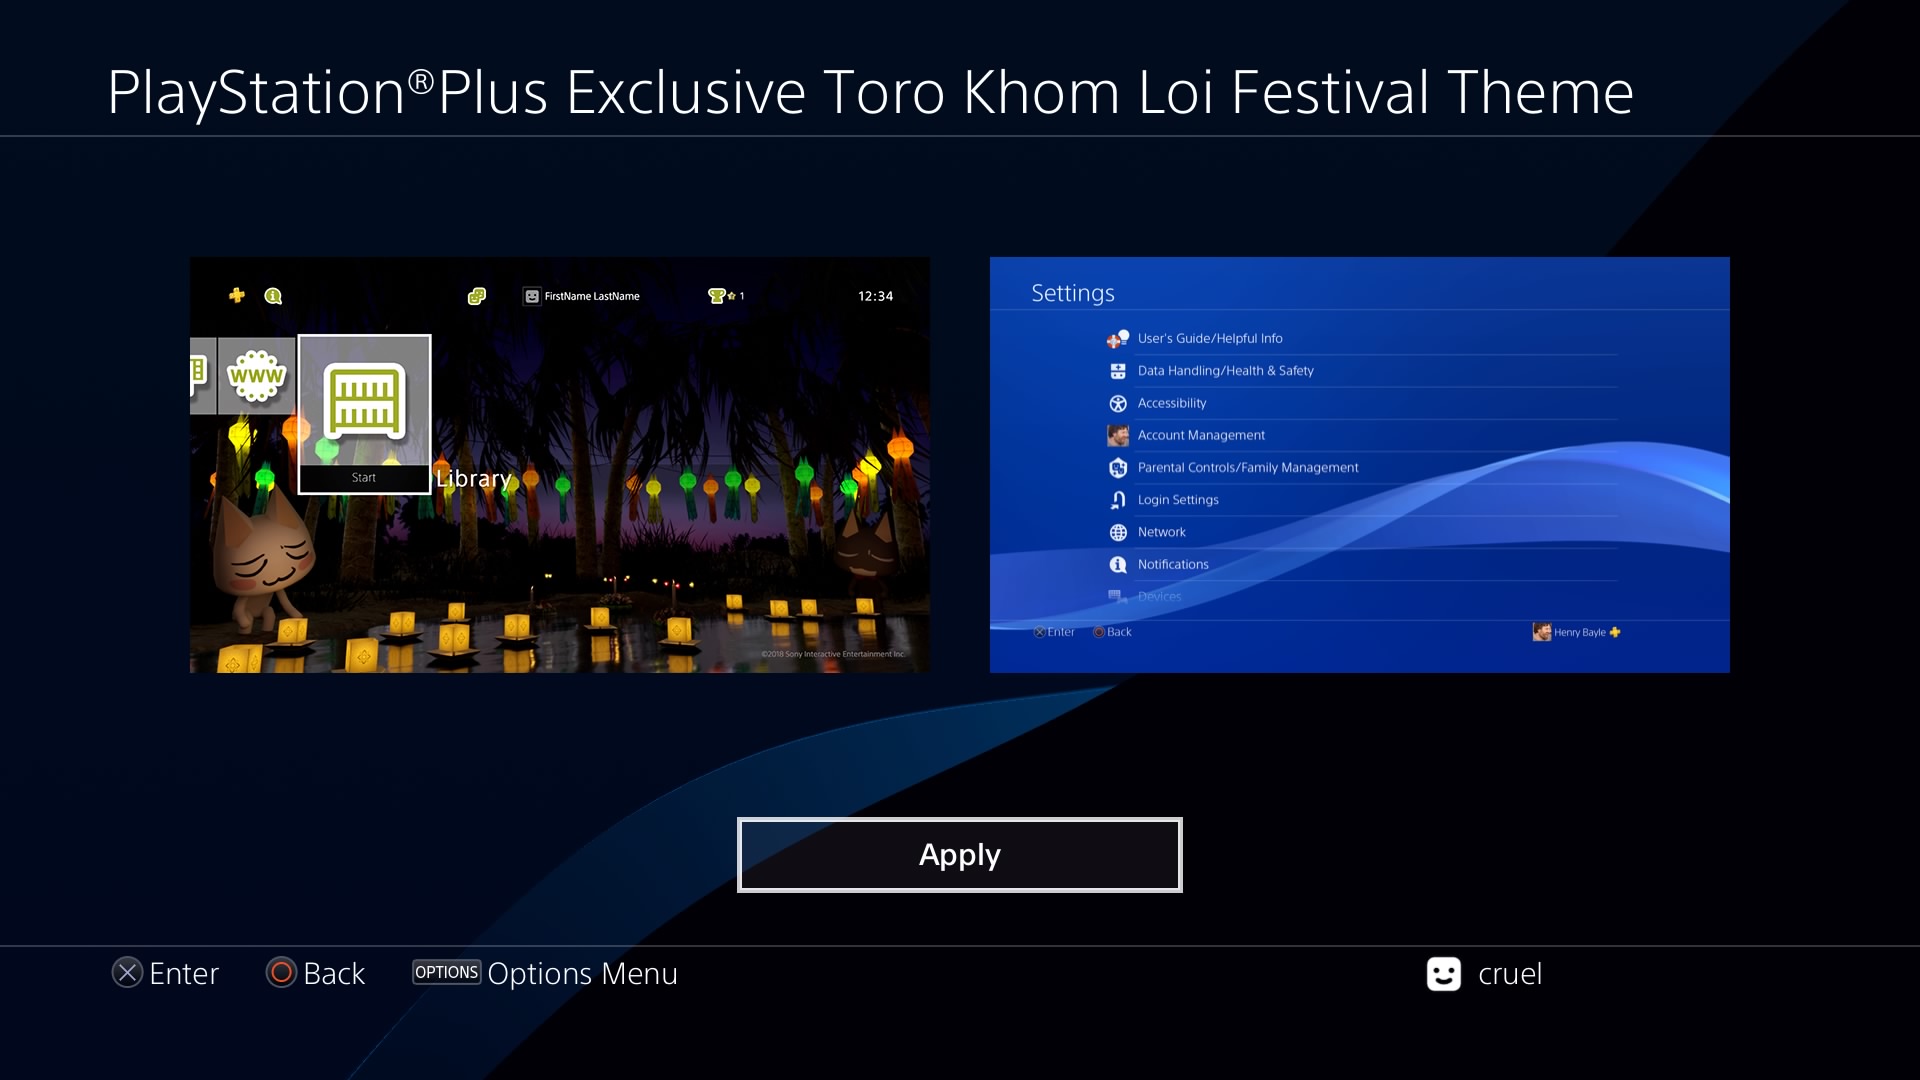 PlayStation®Plus Exclusive Toro Khom Loi Festival Theme
FirstName LastName
1
12:34
WWW
Start
Library
©2018 Sony Interactive Entertainment Inc.
Settings
User's Guide/Helpful Info
Data Handling/Health & Safety
Accessibility
Account Management
Parental Controls/Family Management
Login Settings
Network
Notifications
Devices
Enter Back
Henry Bayle
Apply
Enter Back OPTIONS Options Menu
cruel